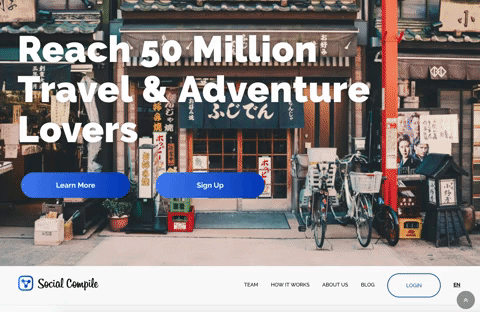 Reach 50 Million
Travel & Adventure
Lovers
ふじでん
Learn More
Sign Up
Social Compile
TEAM
HOW IT WORKS
ABOUT US
BLOG
LOGIN
EN